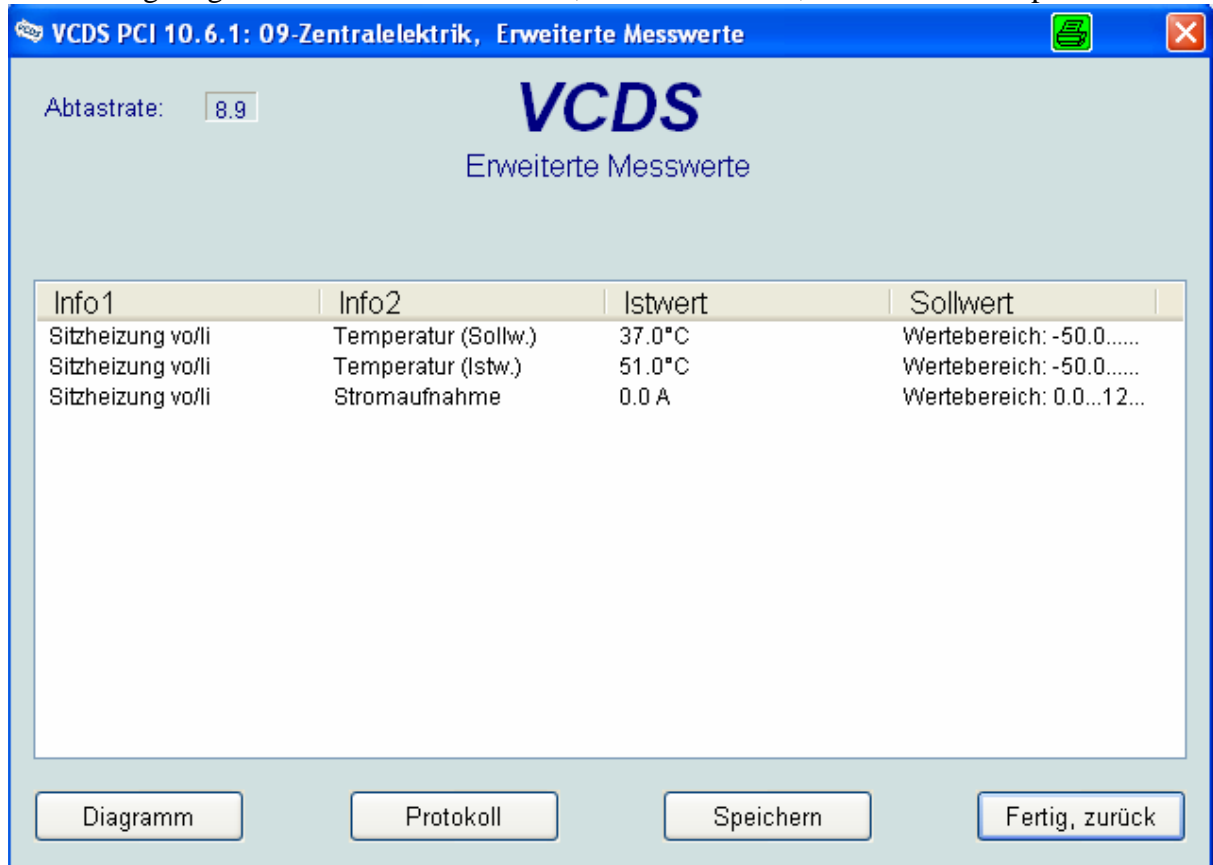 VCDS PCI 10.6.1: 09-Zentralelektrik, Erweiterte Messwerte
Abtastrate: 8.9
VCDS
Erweiterte Messwerte
Info1 Info2 Istwert Sollwert
Sitzheizung vo/li Temperatur (Sollw.) 37.0°C Wertebereich: -50.0......
Sitzheizung vo/li Temperatur (Istw.) 51.0°C Wertebereich: -50.0......
Sitzheizung vo/li Stromaufnahme 0.0 A Wertebereich: 0.0...12...
Diagramm Protokoll Speichern Fertig, zurück